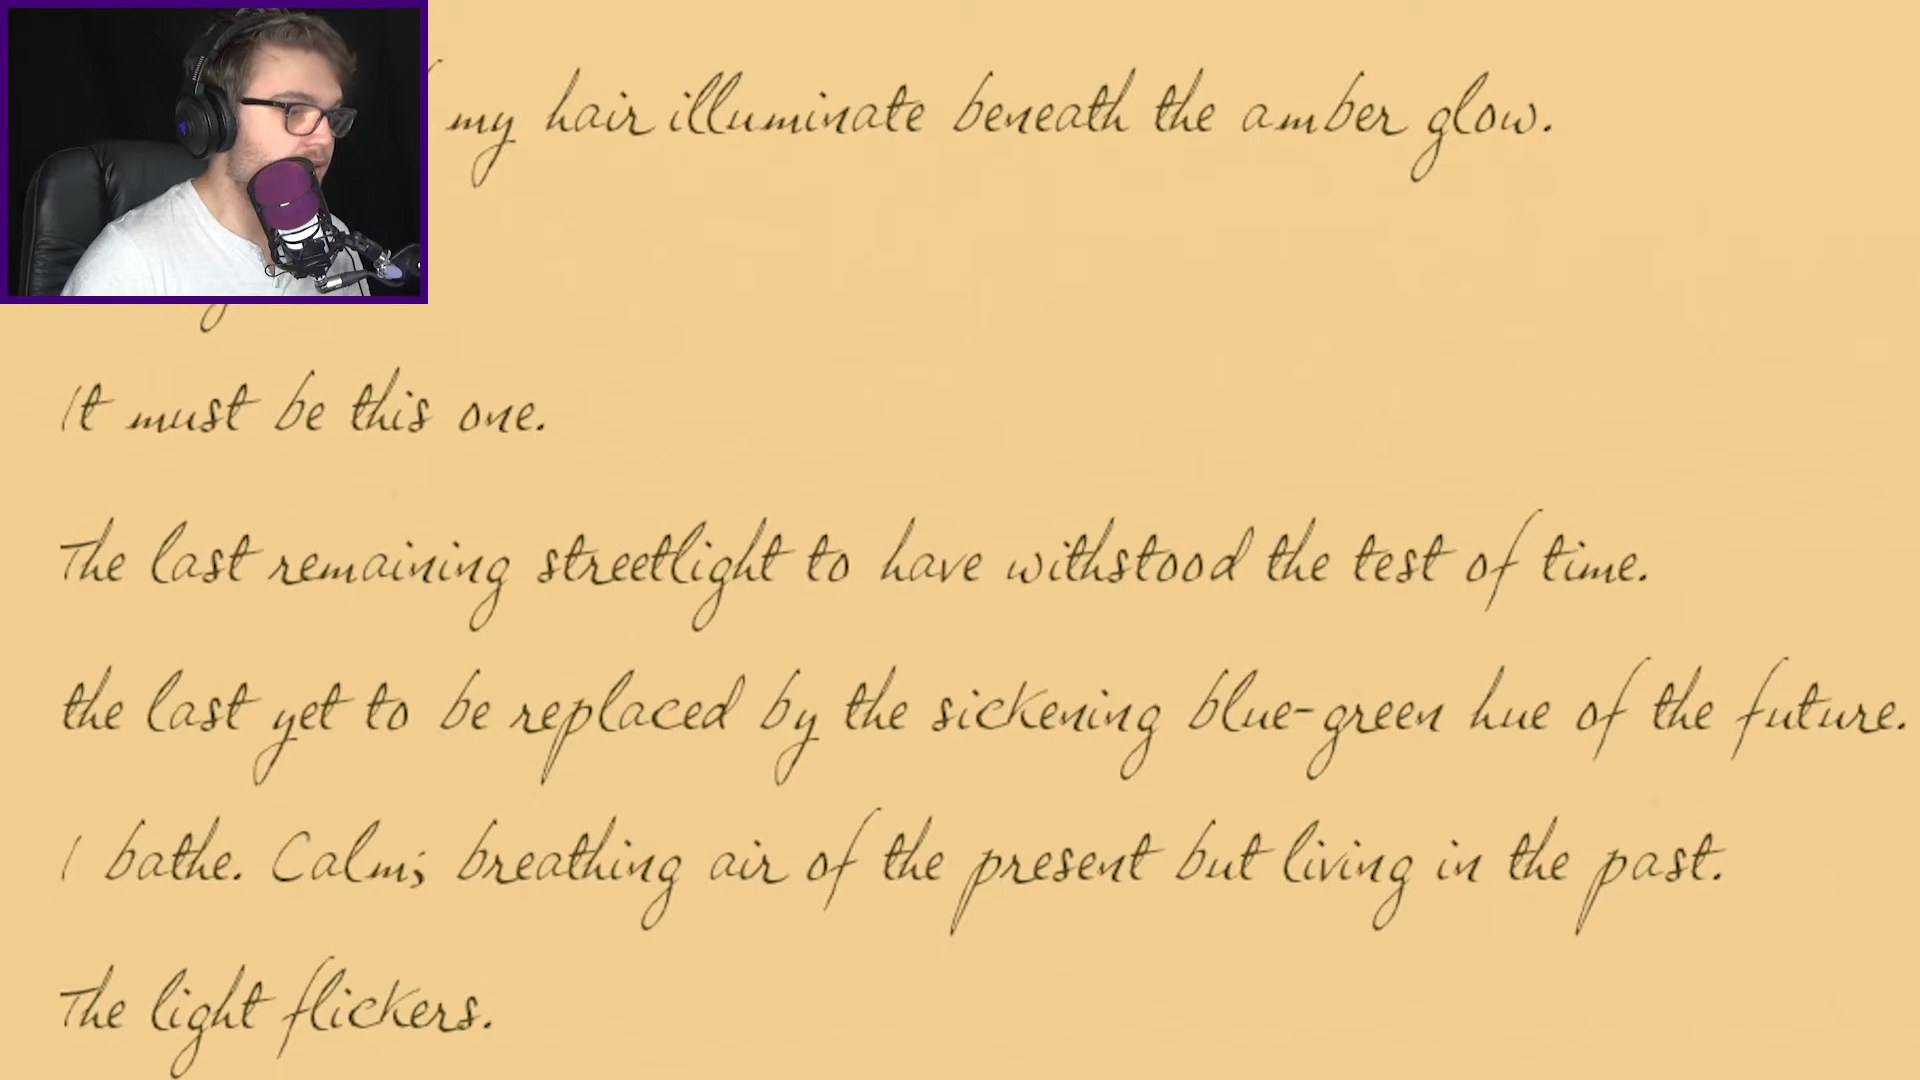 my hair illuminate beneath the amber glow.
It must be this one.
The last remaining streetlight to have withstood the test of time.
the last yet to be replaced by the sickening blue-green hue of the future.
I bathe. Calm; breathing air of the present but living in the past.
The light flickers.